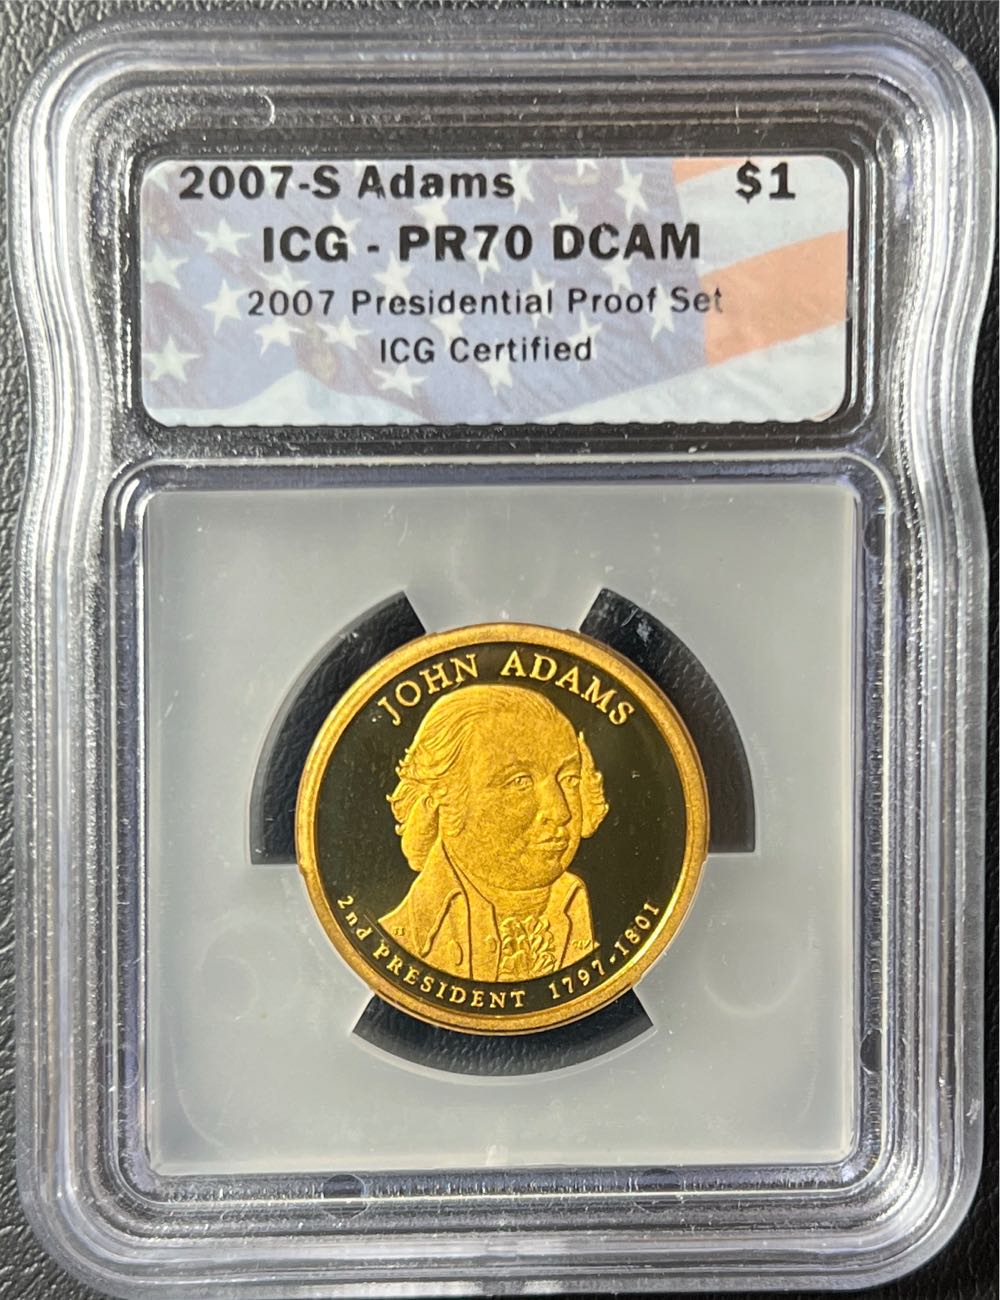 2007-S Adams $1
ICG - PR70 DCAM
2007 Presidential Proof Set
ICG Certified
JOHN ADAMS
2nd PRESIDENT 1797-1801